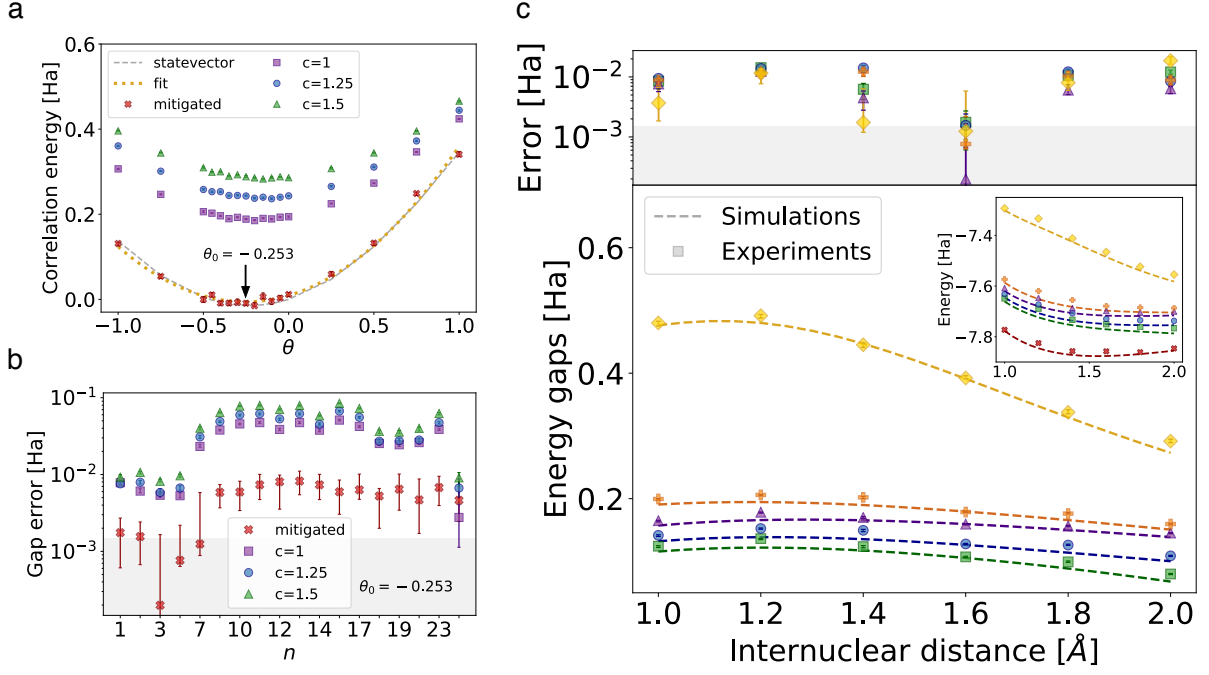 a
0.6
0.4
0.2
0.0
Correlation energy [Ha]
statevector
fit
mitigated
c=1
c=1.25
c=1.5
θ₀ = −0.253
−1.0 −0.5 0.0 0.5 1.0
θ
b
10⁻¹
10⁻²
10⁻³
Gap error [Ha]
mitigated
c=1
c=1.25
c=1.5
θ₀ = −0.253
1 3 7 10 12 14 17 19 23
n
c
10⁻²
10⁻³
Error [Ha]
Simulations
Experiments
0.6
0.4
0.2
Energy gaps [Ha]
−7.4
−7.6
−7.8
Energy [Ha]
1.0 1.5 2.0
1.0 1.2 1.4 1.6 1.8 2.0
Internuclear distance [Å]